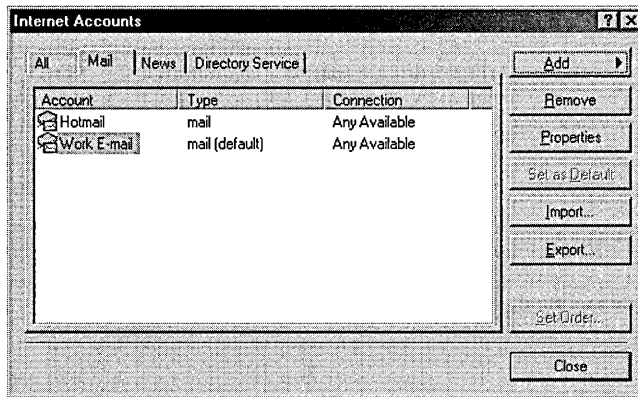 Internet Accounts
All Mail News Directory Service
Account Type Connection
Hotmail mail Any Available
Work E-mail mail (default) Any Available
Add
Remove
Properties
Set as Default
Import...
Export...
Set Order...
Close